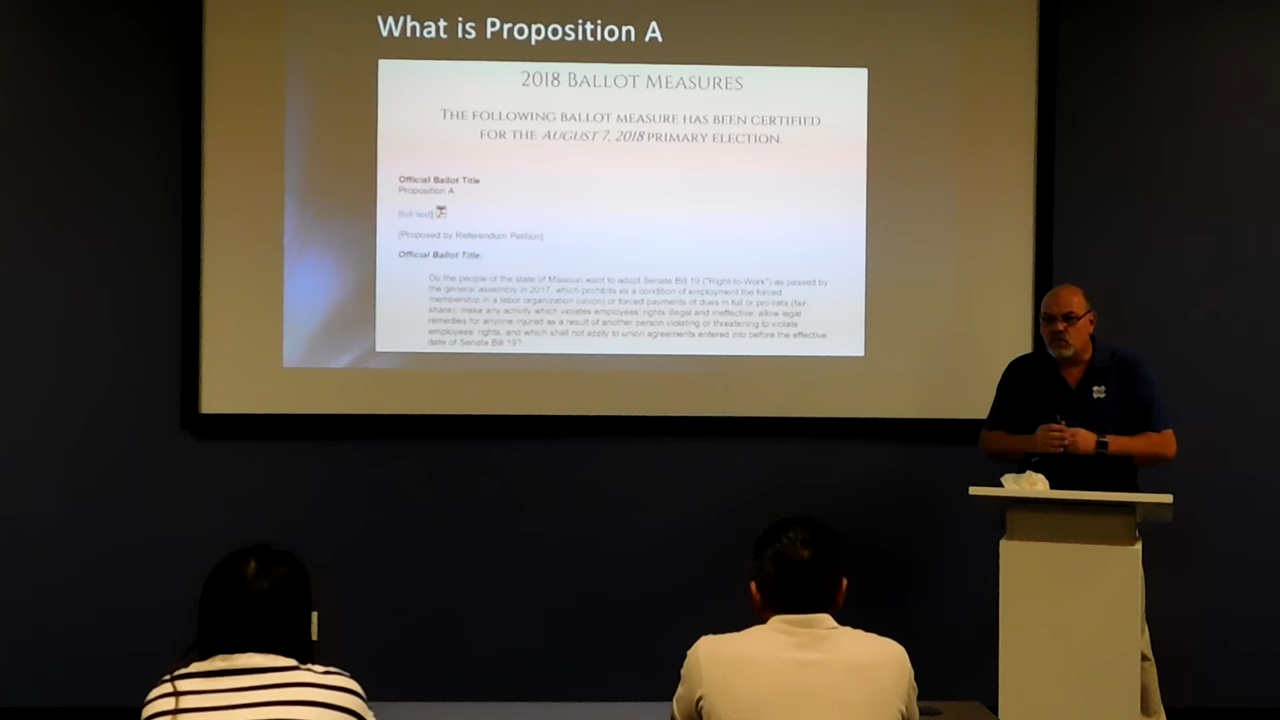 What is Proposition A
2018 BALLOT MEASURES
THE FOLLOWING BALLOT MEASURE HAS BEEN CERTIFIED
FOR THE AUGUST 7, 2018 PRIMARY ELECTION
Official Ballot Title
Proposition A
[full text]
[Proposed by Referendum Petition]
Official Ballot Title:
Do the people of the state of Missouri want to adopt Senate Bill 19 ("Right-to-Work") as passed by
the general assembly in 2017, which prohibits as a condition of employment the forced
membership in a labor organization (union) or forced payments of dues in full or pro-rata (fair-
share); make any activity which violates employees' rights illegal and ineffective; allow legal
remedies for anyone injured as a result of another person violating or threatening to violate
employees' rights; and which shall not apply to union agreements entered into before the effective
date of Senate Bill 19?